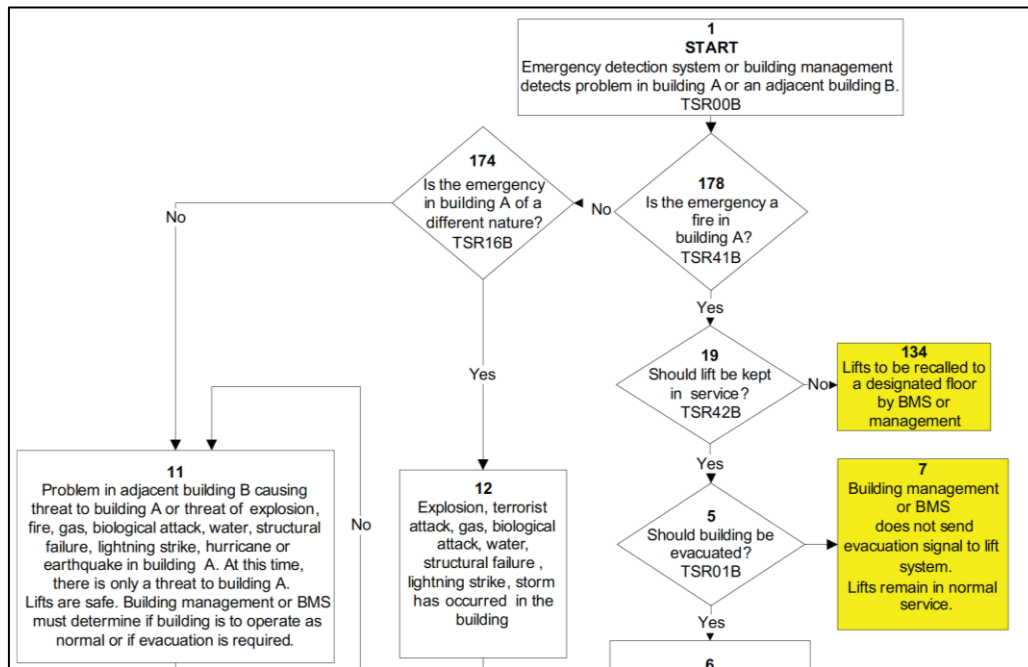 1
START
Emergency detection system or building management
detects problem in building A or an adjacent building B.
TSR00B
174
Is the emergency
in building A of a
different nature?
TSR16B
No
178
Is the emergency a
fire in
building A?
TSR41B
No
Yes
Yes
19
Should lift be kept
in service?
TSR42B
No
134
Lifts to be recalled to
a designated floor
by BMS or
management
Yes
11
Problem in adjacent building B causing
threat to building A or threat of explosion,
fire, gas, biological attack, water, structural
failure, lightning strike, hurricane or
earthquake in building A. At this time,
there is only a threat to building A.
Lifts are safe. Building management or BMS
must determine if building is to operate as
normal or if evacuation is required.
No
12
Explosion, terrorist
attack, gas, biological
attack, water,
structural failure ,
lightning strike, storm
has occurred in the
building
5
Should building be
evacuated?
TSR01B
7
Building management
or BMS
does not send
evacuation signal to lift
system.
Lifts remain in normal
service.
Yes
6